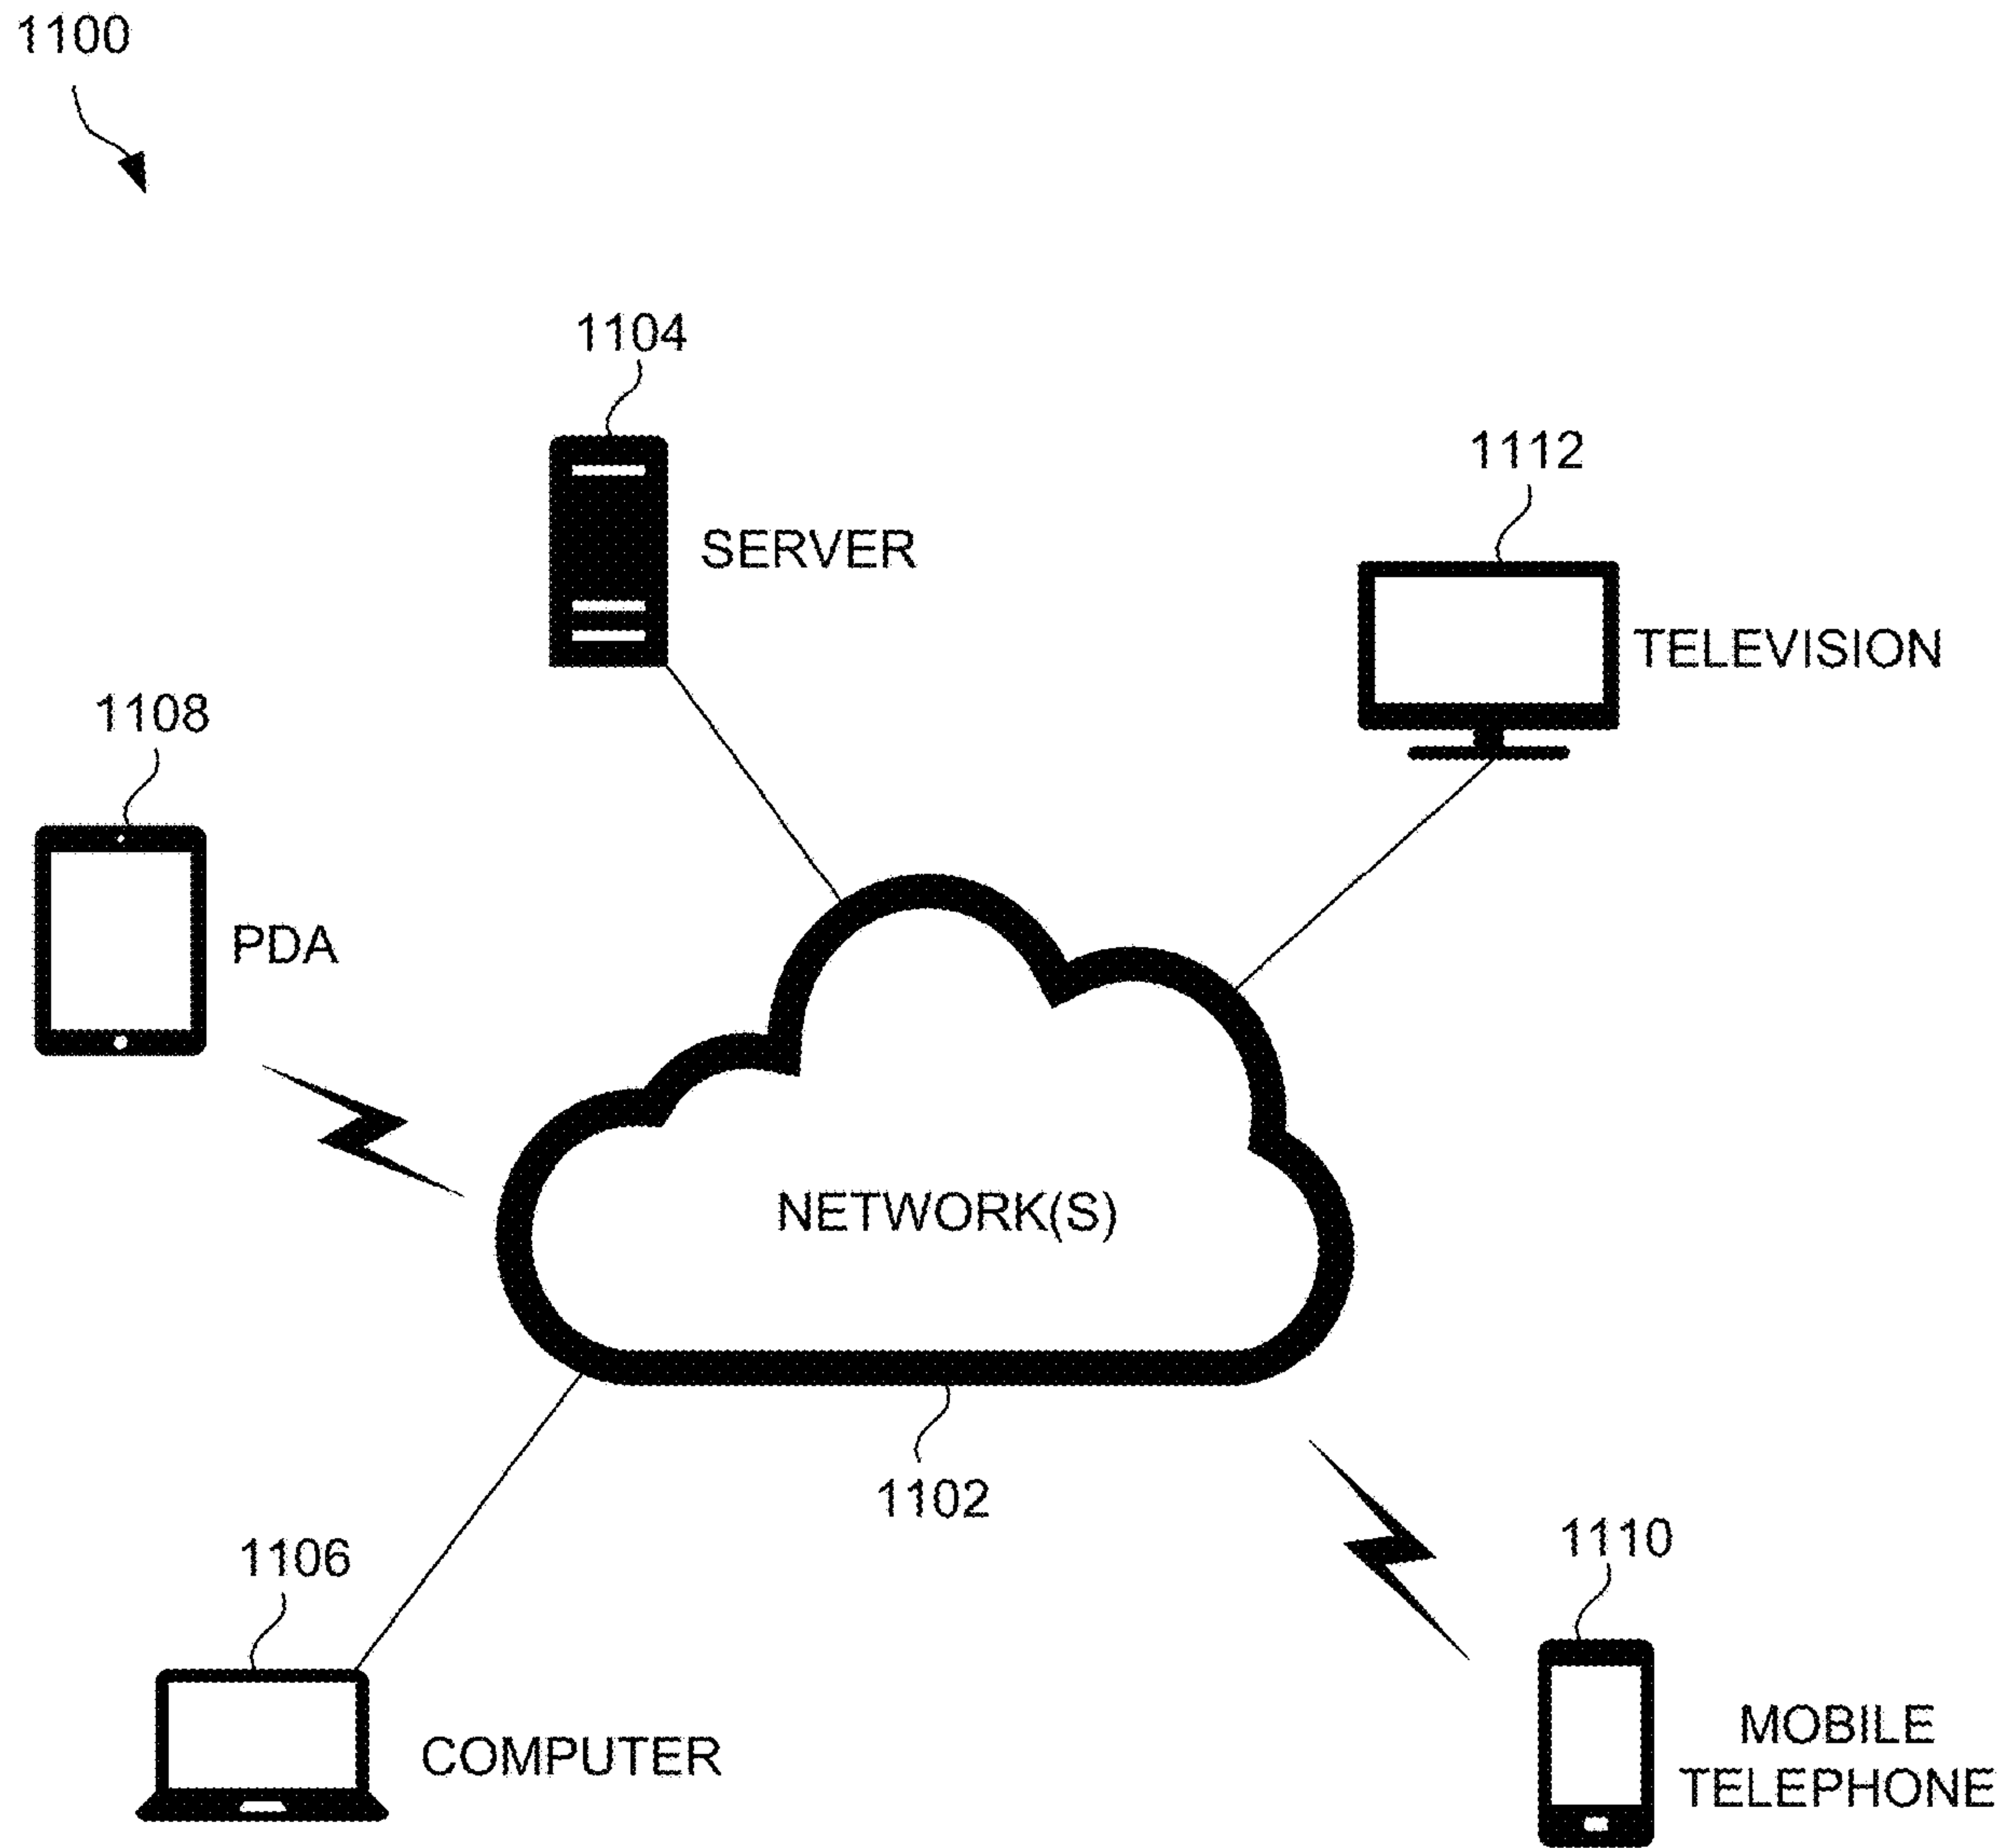 1100
1104
SERVER
1112
TELEVISION
1108
PDA
NETWORK(S)
1102
1106
COMPUTER
1110
MOBILE
TELEPHONE